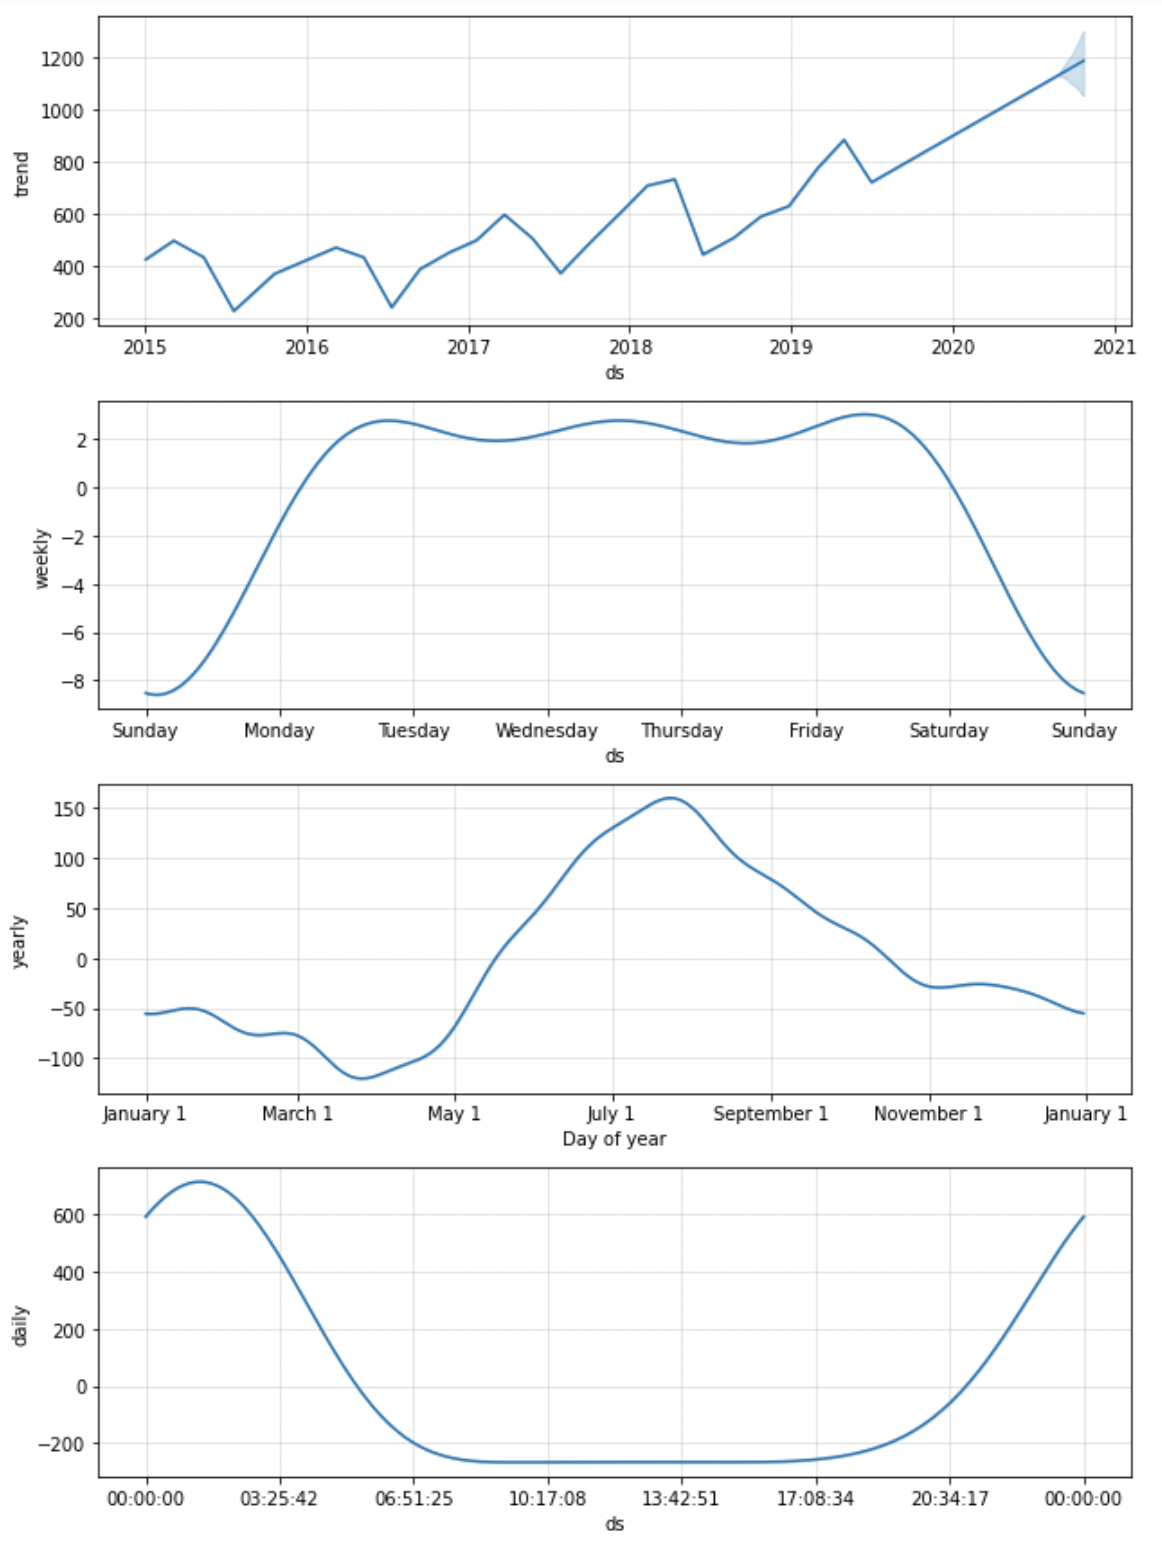 1200
1000
800
600
400
200
trend
2015 2016 2017 2018 2019 2020 2021
ds
2
0
−2
−4
−6
−8
weekly
Sunday Monday Tuesday Wednesday Thursday Friday Saturday Sunday
ds
150
100
50
0
−50
−100
yearly
January 1 March 1 May 1 July 1 September 1 November 1 January 1
Day of year
600
400
200
0
−200
daily
00:00:00 03:25:42 06:51:25 10:17:08 13:42:51 17:08:34 20:34:17 00:00:00
ds